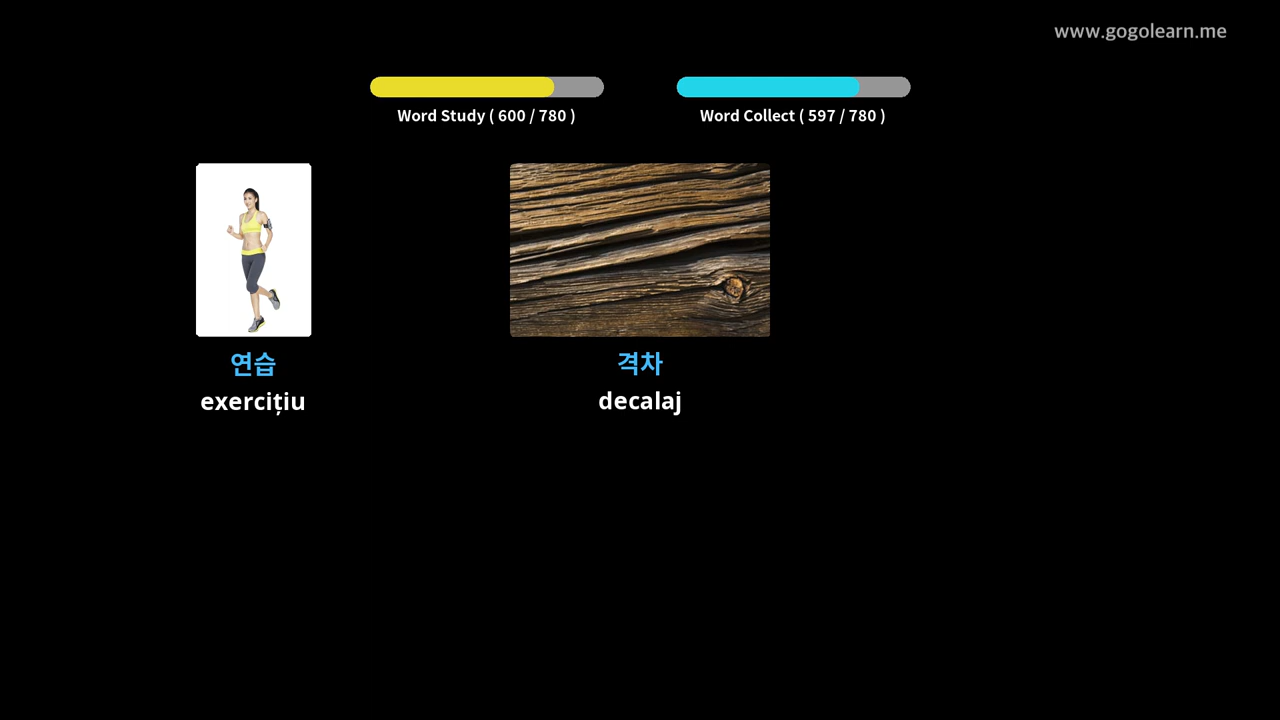 www.gogolearn.me
Word Study ( 600 / 780 )
Word Collect ( 597 / 780 )
연습
exercițiu
격차
decalaj